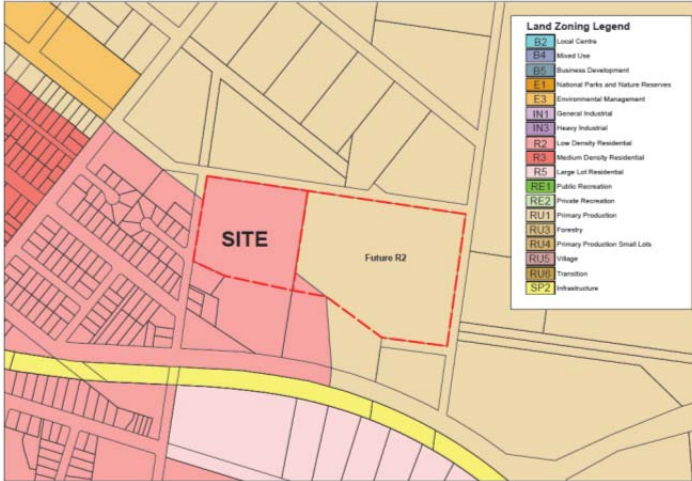 Land Zoning Legend
B2 Local Centre
B4 Mixed Use
B5 Business Development
E1 National Parks and Nature Reserves
E3 Environmental Management
IN1 General Industrial
IN3 Heavy Industrial
R2 Low Density Residential
R3 Medium Density Residential
R5 Large Lot Residential
RE1 Public Recreation
RE2 Private Recreation
RU1 Primary Production
RU3 Forestry
RU4 Primary Production Small Lots
RU5 Village
RU6 Transition
SP2 Infrastructure
SITE
Future R2